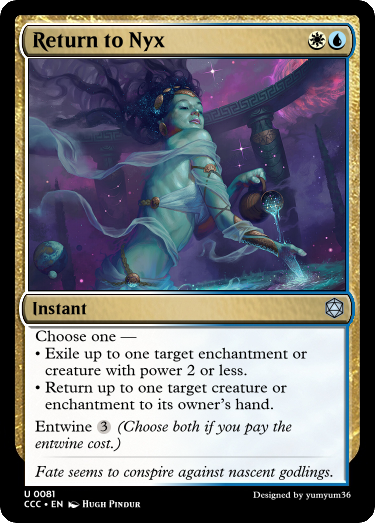 Return to Nyx
Instant
Choose one —
• Exile up to one target enchantment or
creature with power 2 or less.
• Return up to one target creature or
enchantment to its owner's hand.
Entwine 3 (Choose both if you pay the
entwine cost.)
Fate seems to conspire against nascent godlings.
U 0081
CCC • EN Hugh Pindur
Designed by yumyum36